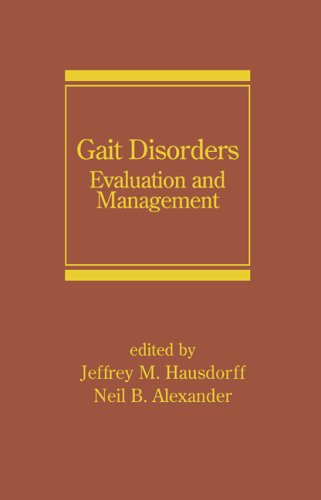 Gait Disorders
Evaluation and
Management
edited by
Jeffrey M. Hausdorff
Neil B. Alexander